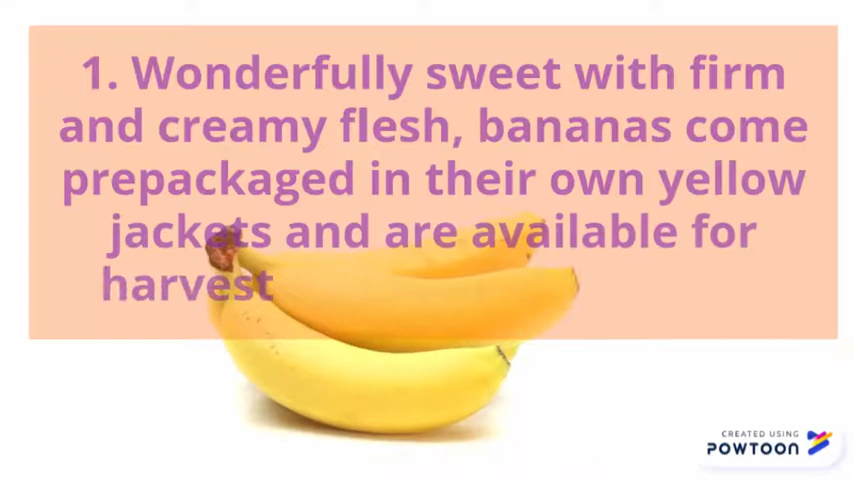 1. Wonderfully sweet with firm
and creamy flesh, bananas come
prepackaged in their own yellow
jackets and are available for
harvest
CREATED USING
POWTOON